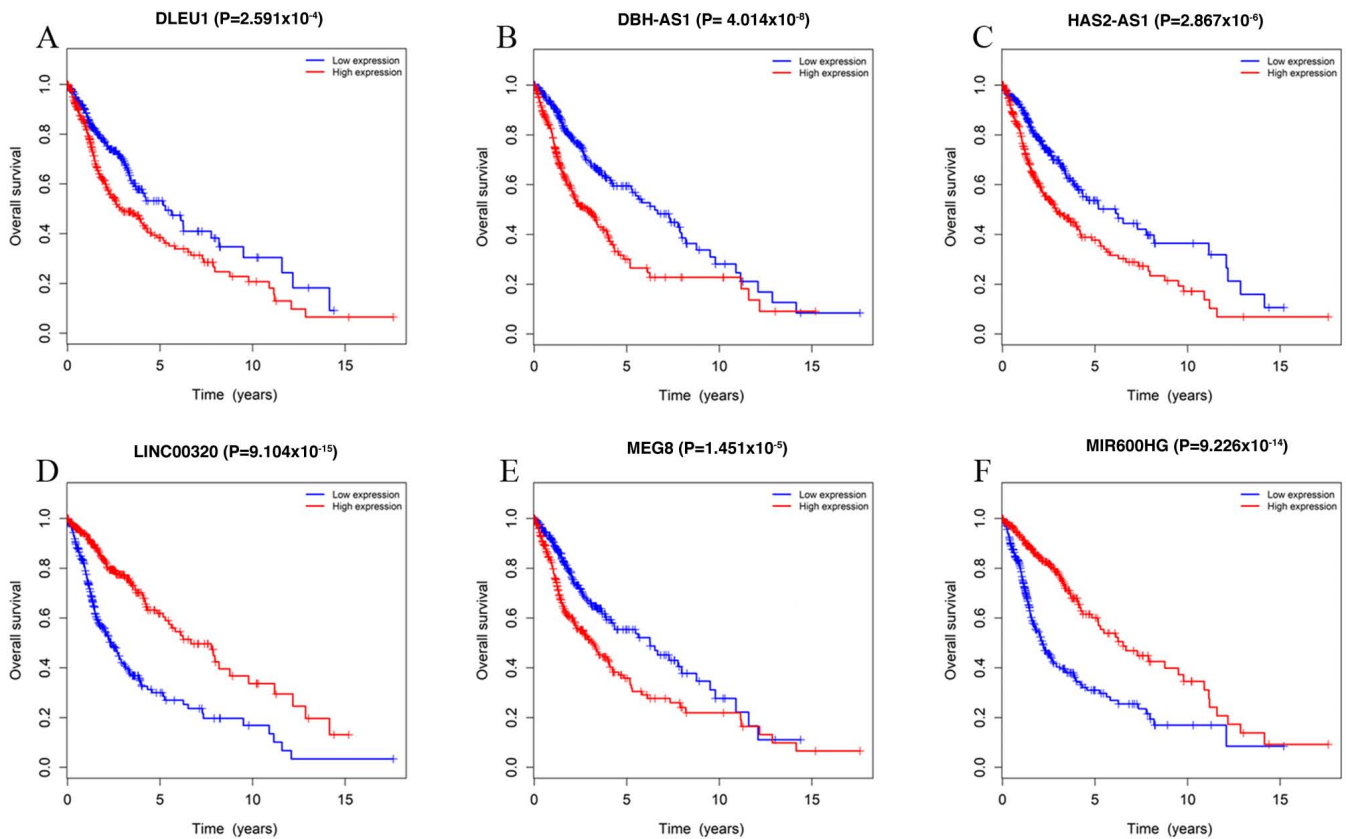 DLEU1 (P=2.591x10-4)
A
Low expression
High expression
Overall survival
0.0 0.2 0.4 0.6 0.8 1.0
0 5 10 15
Time (years)
DBH-AS1 (P= 4.014x10-8)
B
Low expression
High expression
Overall survival
0.0 0.2 0.4 0.6 0.8 1.0
0 5 10 15
Time (years)
HAS2-AS1 (P=2.867x10-6)
C
Low expression
High expression
Overall survival
0.0 0.2 0.4 0.6 0.8 1.0
0 5 10 15
Time (years)
LINC00320 (P=9.104x10-15)
D
Low expression
High expression
Overall survival
0.0 0.2 0.4 0.6 0.8 1.0
0 5 10 15
Time (years)
MEG8 (P=1.451x10-5)
E
Low expression
High expression
Overall survival
0.0 0.2 0.4 0.6 0.8 1.0
0 5 10 15
Time (years)
MIR600HG (P=9.226x10-14)
F
Low expression
High expression
Overall survival
0.0 0.2 0.4 0.6 0.8 1.0
0 5 10 15
Time (years)